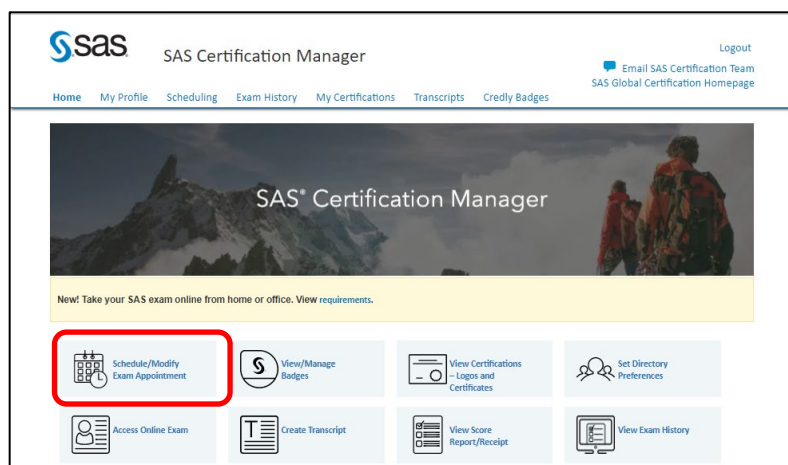 sas
SAS Certification Manager
Logout
Email SAS Certification Team
SAS Global Certification Homepage
Home My Profile Scheduling Exam History My Certifications Transcripts Credly Badges
SAS® Certification Manager
New! Take your SAS exam online from home or office. View requirements.
Schedule/Modify
Exam Appointment
View/Manage
Badges
View Certifications
– Logos and
Certificates
Set Directory
Preferences
Access Online Exam
Create Transcript
View Score
Report/Receipt
View Exam History